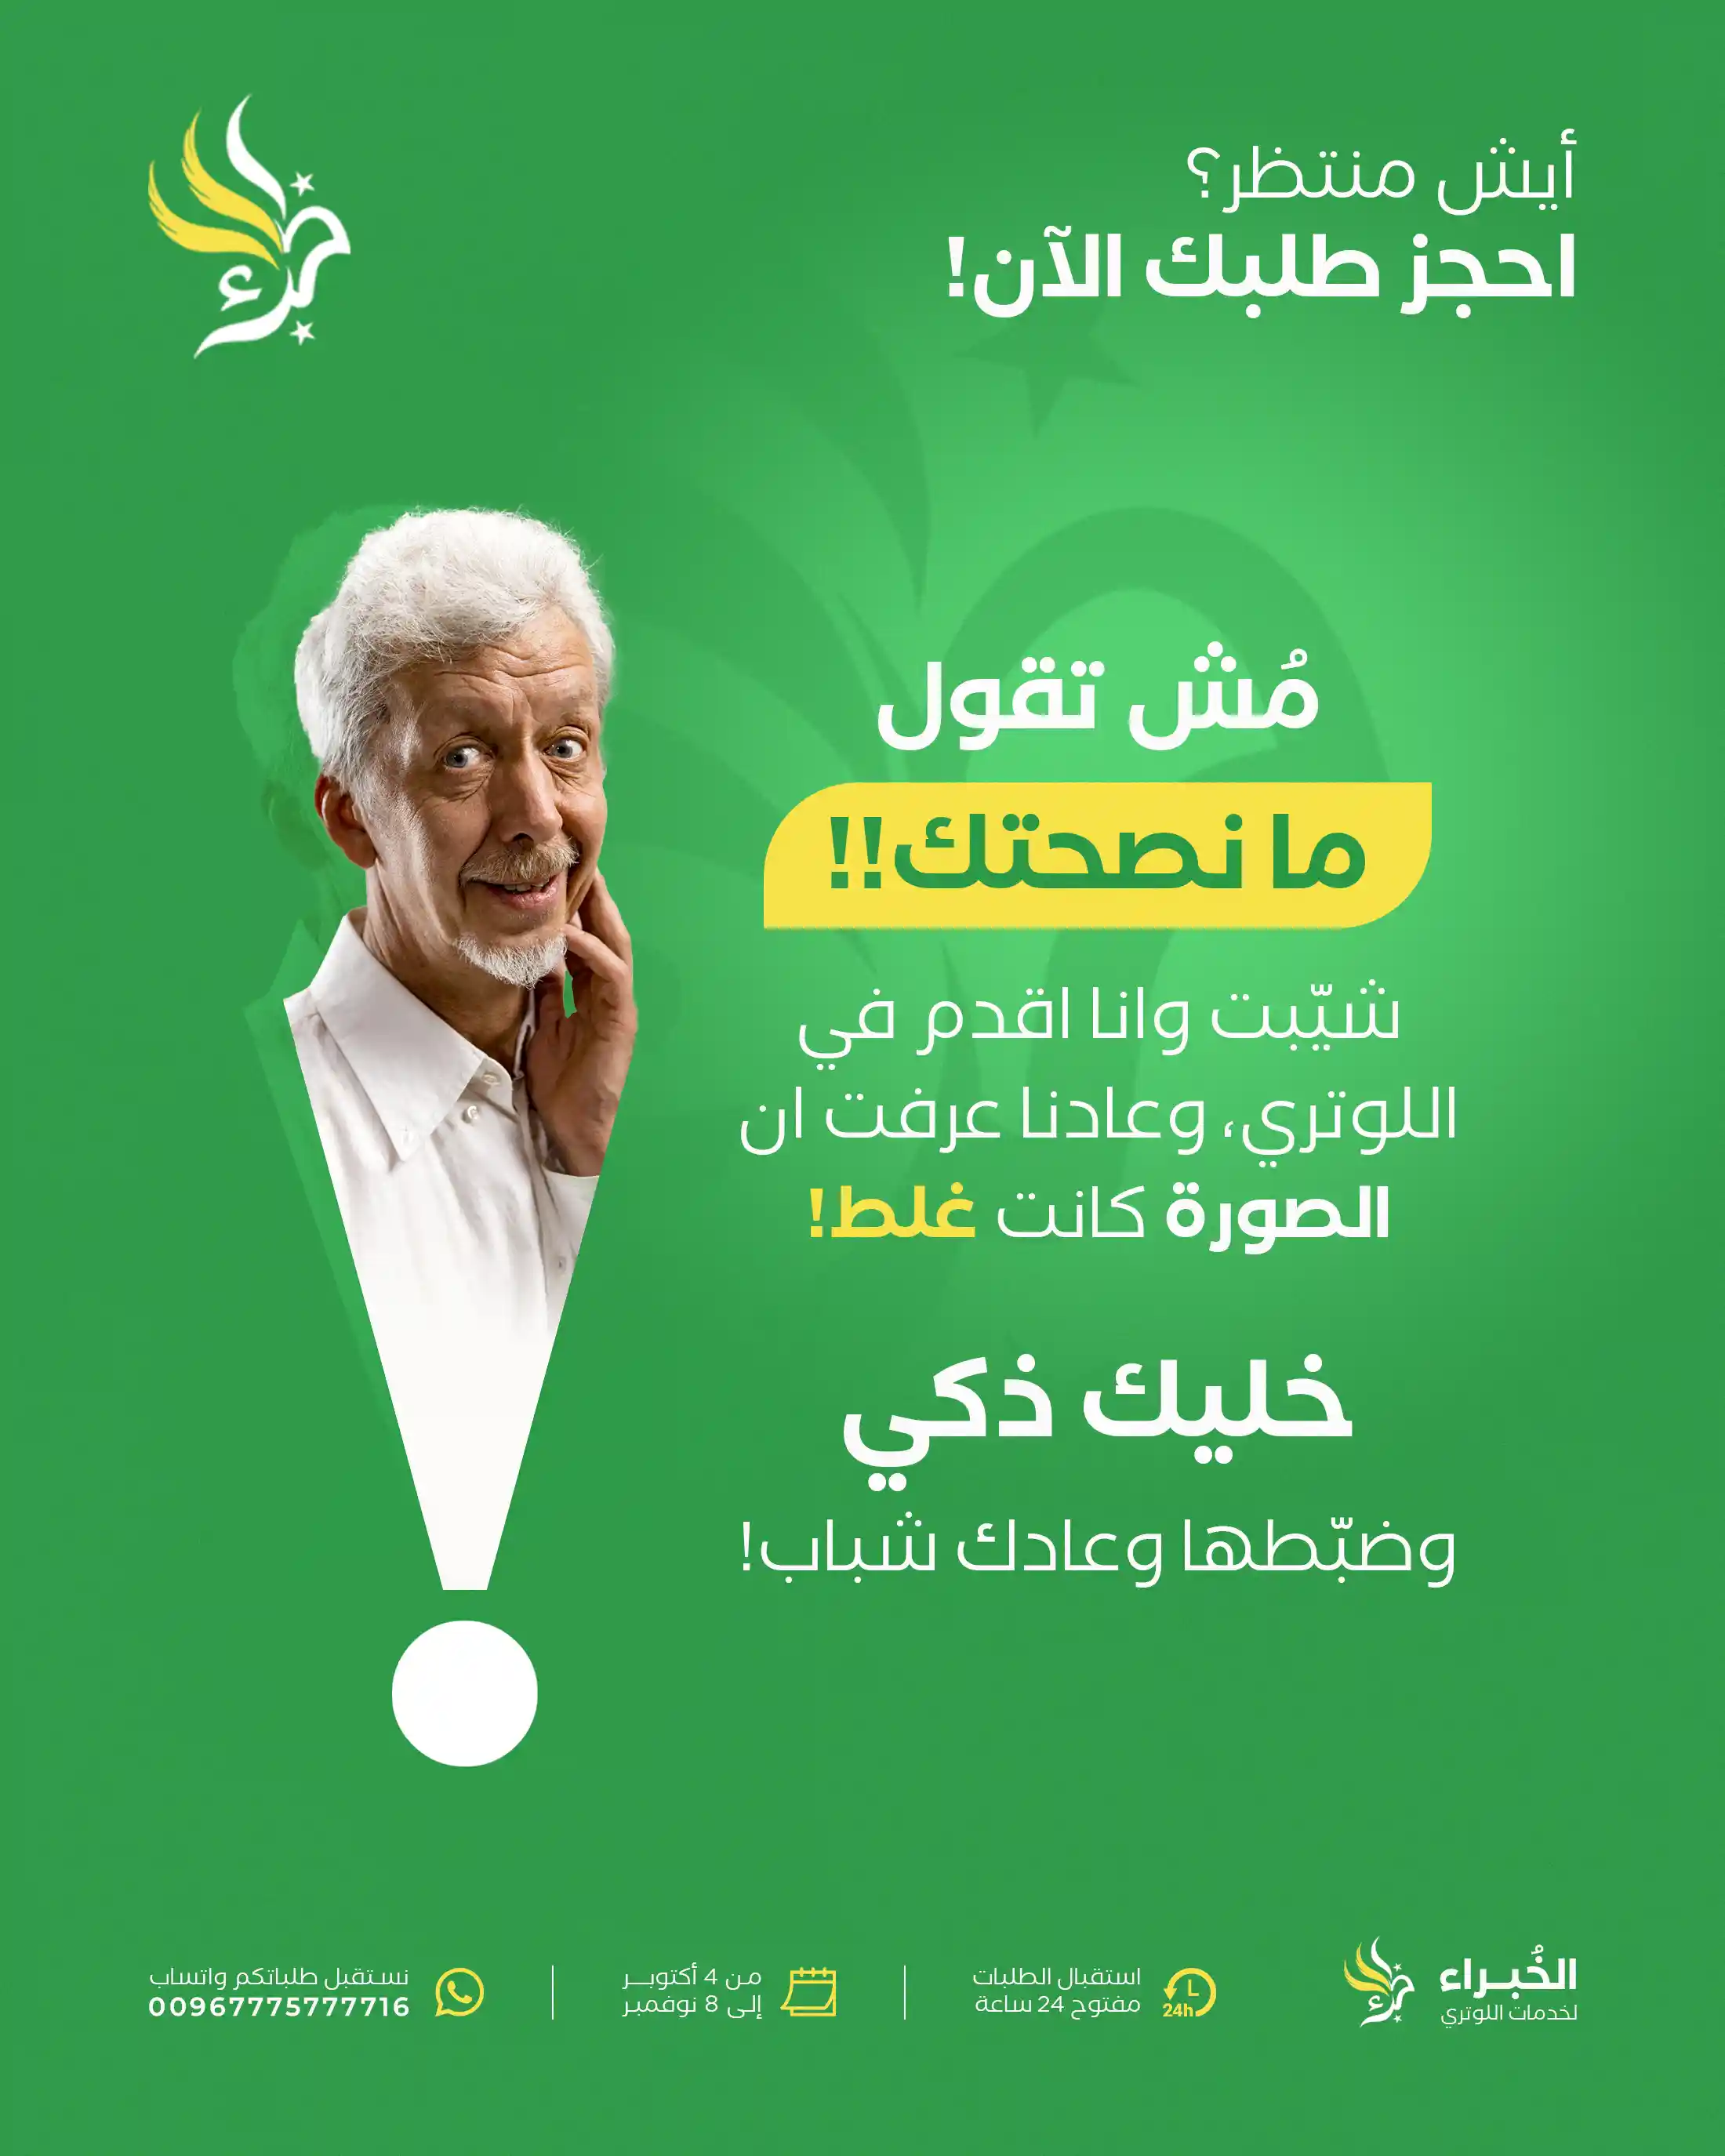 أيش منتظر؟
احجز طلبك الآن!
مُش تقول
ما نصحتك!!
شيّبت وانا اقدم في
اللوتري، وعادنا عرفت ان
الصورة كانت غلط!
خليك ذكي
وضبّطها وعادك شباب!
الخُبـراء
لخدمات اللوتري
24h
استقبال الطلبات
مفتوح 24 ساعة
من 4 أكتوبـــر
إلى 8 نوفمبر
نستقبل طلباتكم واتساب
00967775777716